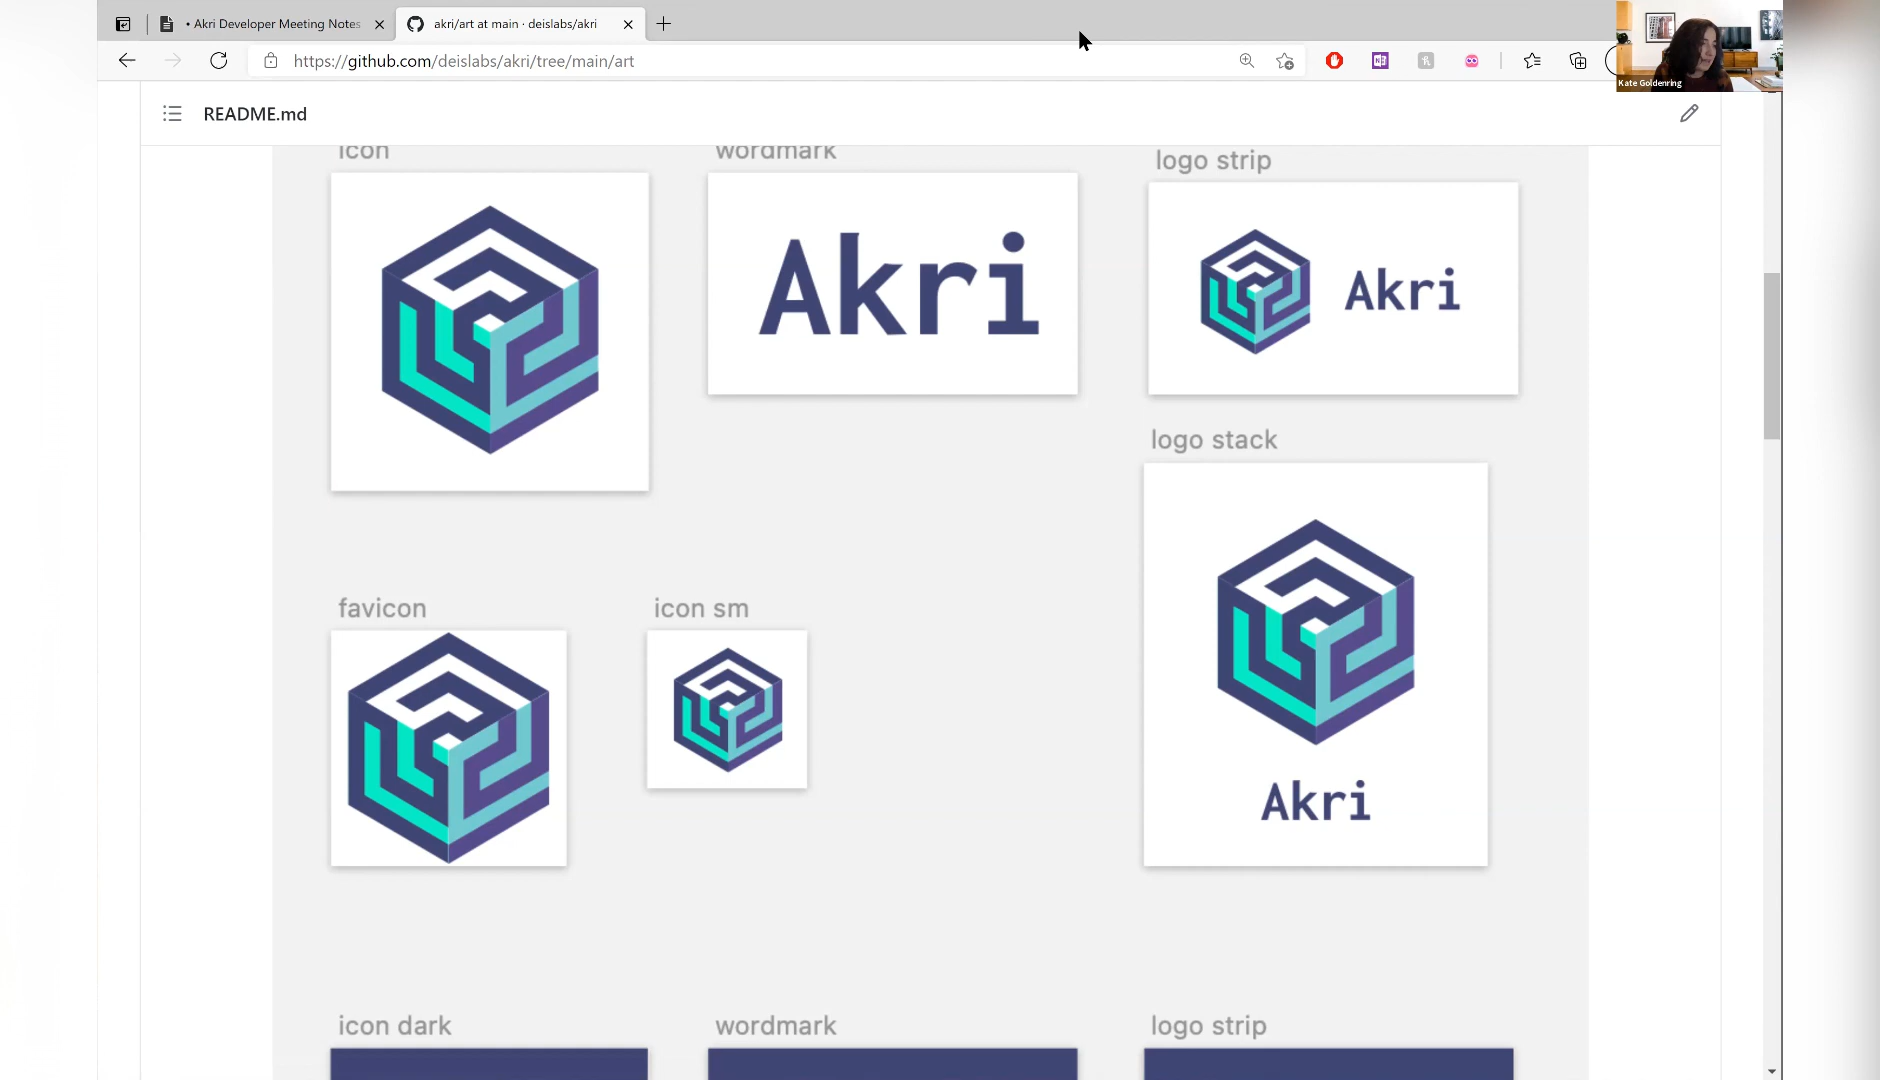 • Akri Developer Meeting Notes
akri/art at main · deislabs/akri
https://github.com/deislabs/akri/tree/main/art
Kate Goldenring
README.md
icon
wordmark
logo strip
Akri
Akri
logo stack
favicon
icon sm
Akri
icon dark
wordmark
logo strip